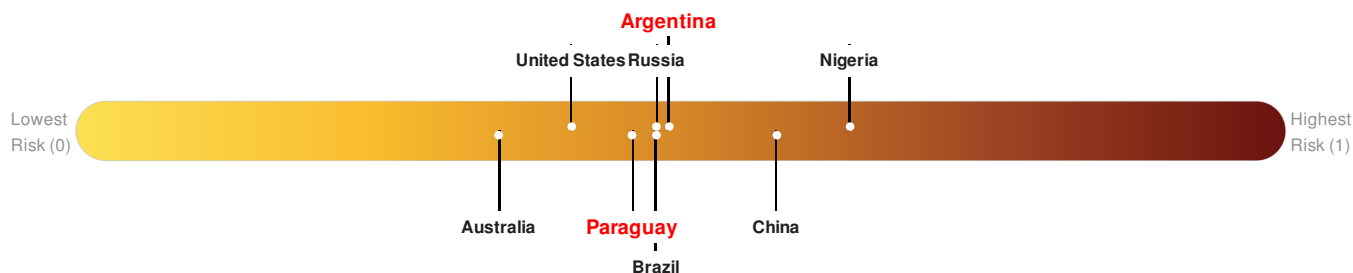 Argentina
United States Russia Nigeria
Lowest
Risk (0)
Highest
Risk (1)
Australia Paraguay China
Brazil